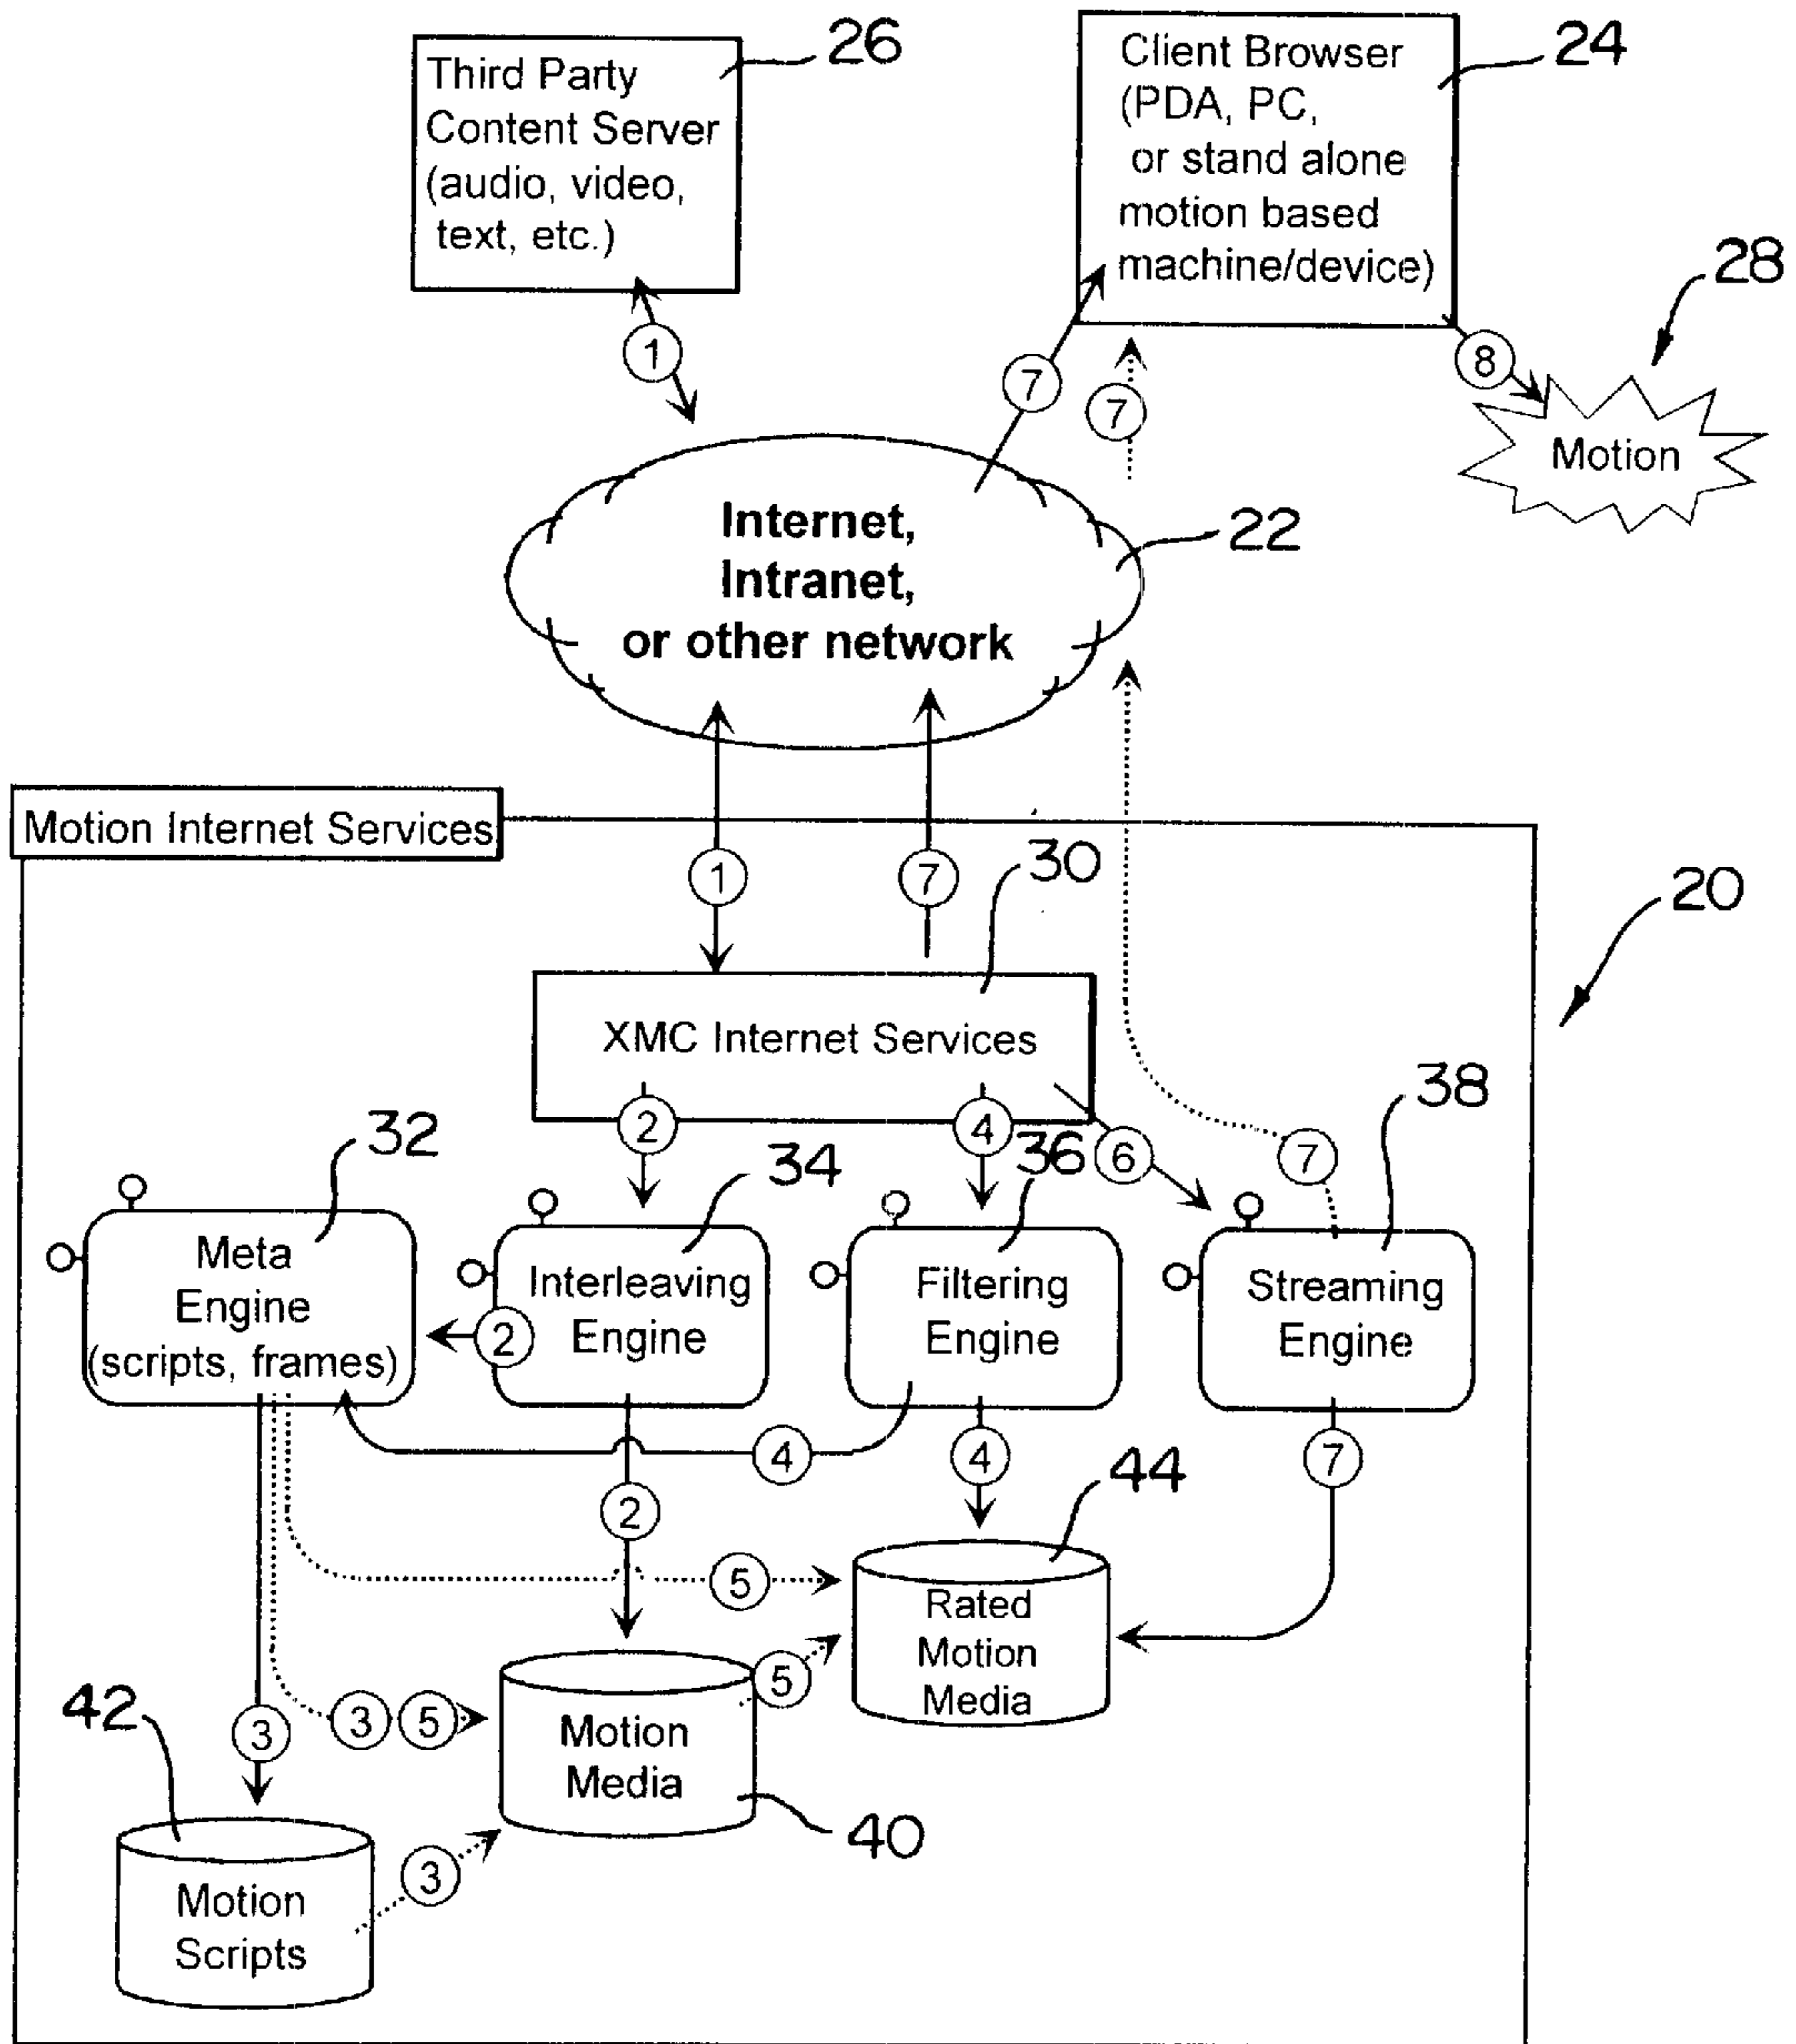 Third Party
Content Server
(audio, video,
text, etc.)
26
Client Browser
(PDA, PC,
or stand alone
motion based
machine/device)
24
28
1
7
7
8
Motion
Internet,
Intranet,
or other network
22
Motion Internet Services
1
7
30
20
XMC Internet Services
2
4
6
7
38
32
34
36
Meta
Engine
(scripts, frames)
2
Interleaving
Engine
Filtering
Engine
Streaming
Engine
4
4
7
2
44
5
Rated
Motion
Media
5
42
3
3
5
Motion
Media
40
3
Motion
Scripts